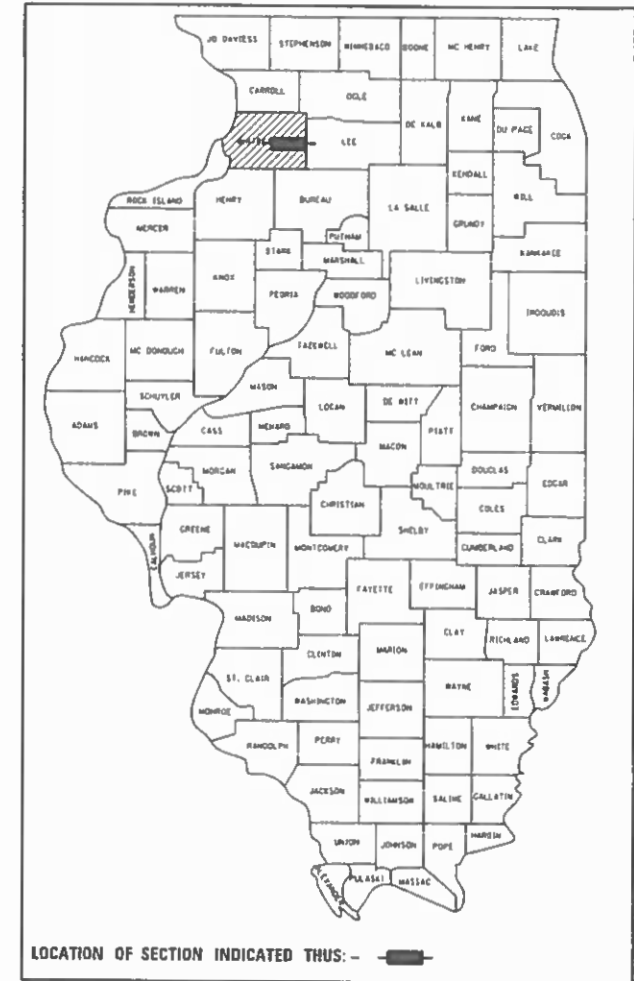 JO DAVIESS STEPHENSON WINNEBAGO BOONE MC HENRY LAKE
CARROLL OGLE
DE KALB KANE DU PAGE COOK
LEE
KENDALL WILL
ROCK ISLAND HENRY BUREAU LA SALLE GRUNDY
MERCER PUTNAM
STARK MARSHALL KANKAKEE
HENDERSON WARREN KNOX LIVINGSTON
PEORIA WOODFORD IROQUOIS
HANCOCK MC DONOUGH FULTON TAZEWELL MC LEAN FORD
SCHUYLER MASON
ADAMS BROWN CASS MENARD LOGAN DE WITT CHAMPAIGN VERMILION
MACON PIATT
PIKE SCOTT MORGAN SANGAMON MOULTRIE DOUGLAS EDGAR
CHRISTIAN COLES
CALHOUN GREENE MACOUPIN MONTGOMERY SHELBY CUMBERLAND CLARK
JERSEY
FAYETTE EFFINGHAM JASPER CRAWFORD
MADISON BOND
CLAY RICHLAND LAWRENCE
CLINTON MARION
ST. CLAIR WAYNE EDWARDS WABASH
WASHINGTON JEFFERSON
MONROE
RANDOLPH PERRY HAMILTON WHITE
FRANKLIN
JACKSON WILLIAMSON SALINE GALLATIN
UNION JOHNSON POPE HARDIN
ALEXANDER PULASKI MASSAC
LOCATION OF SECTION INDICATED THUS: -